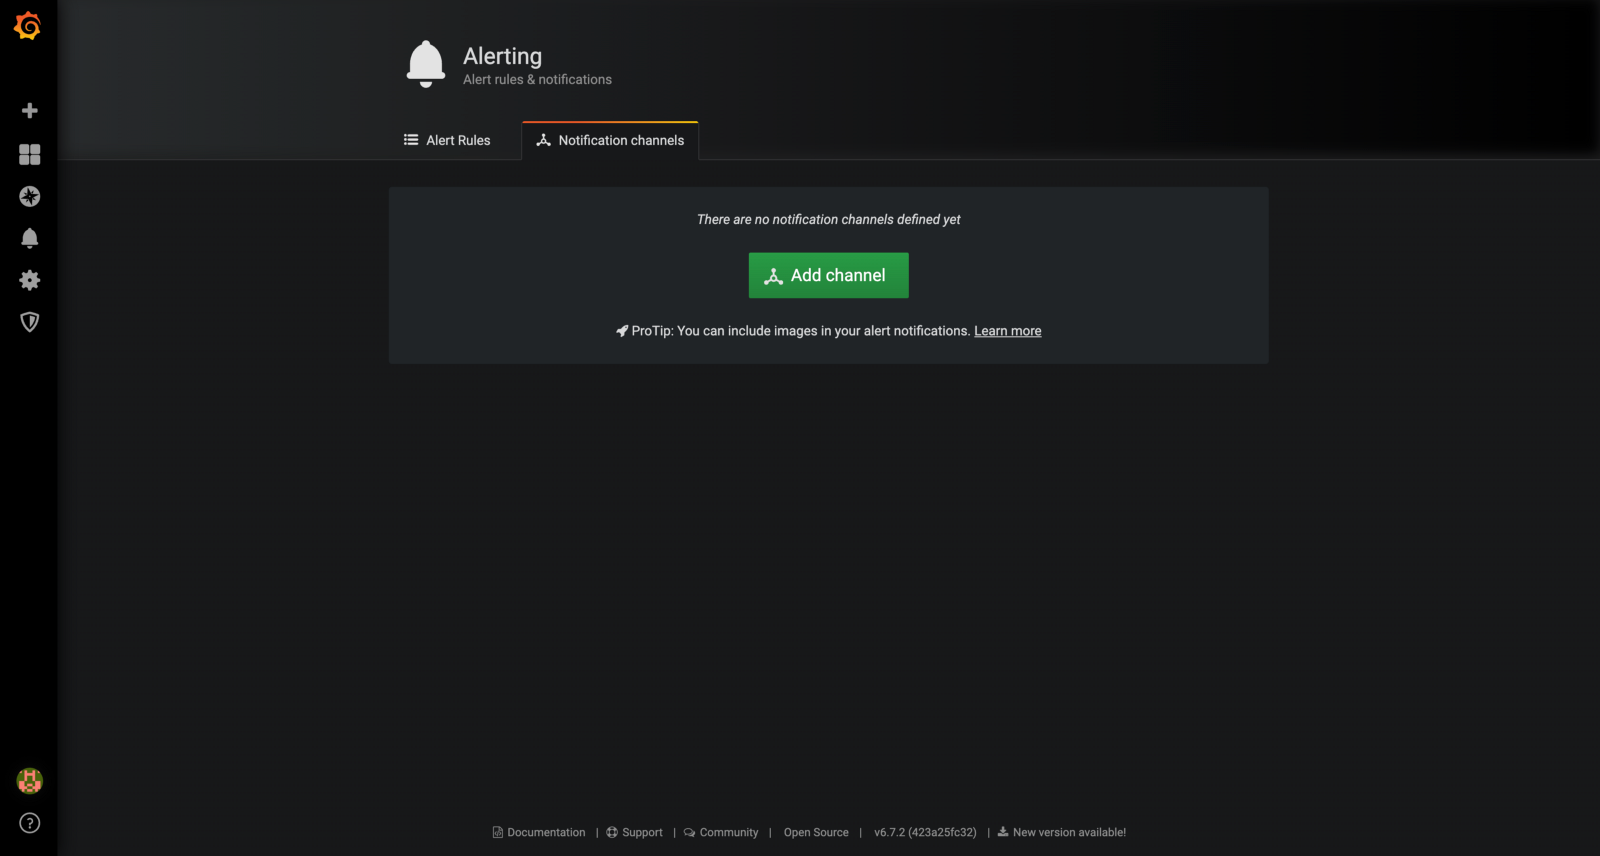 Alerting
Alert rules & notifications
Alert Rules
Notification channels
There are no notification channels defined yet
Add channel
ProTip: You can include images in your alert notifications. Learn more
Documentation | Support | Community | Open Source | v6.7.2 (423a25fc32) | New version available!